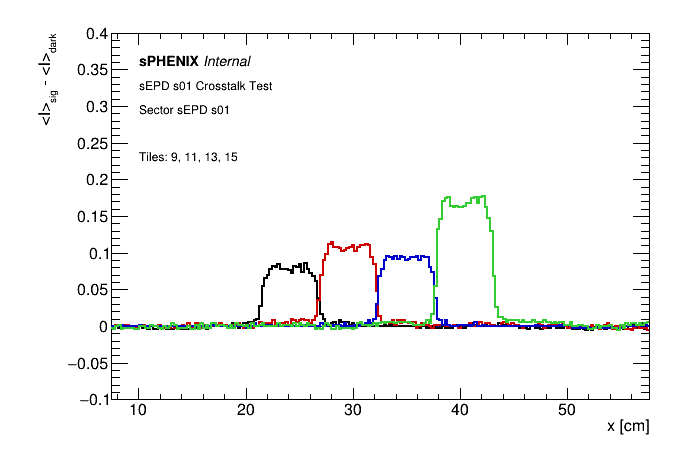 <I>sig - <I>dark
0.4
0.35
0.3
0.25
0.2
0.15
0.1
0.05
0
−0.05
−0.1
sPHENIX Internal
sEPD s01 Crosstalk Test
Sector sEPD s01
Tiles: 9, 11, 13, 15
10 20 30 40 50
x [cm]